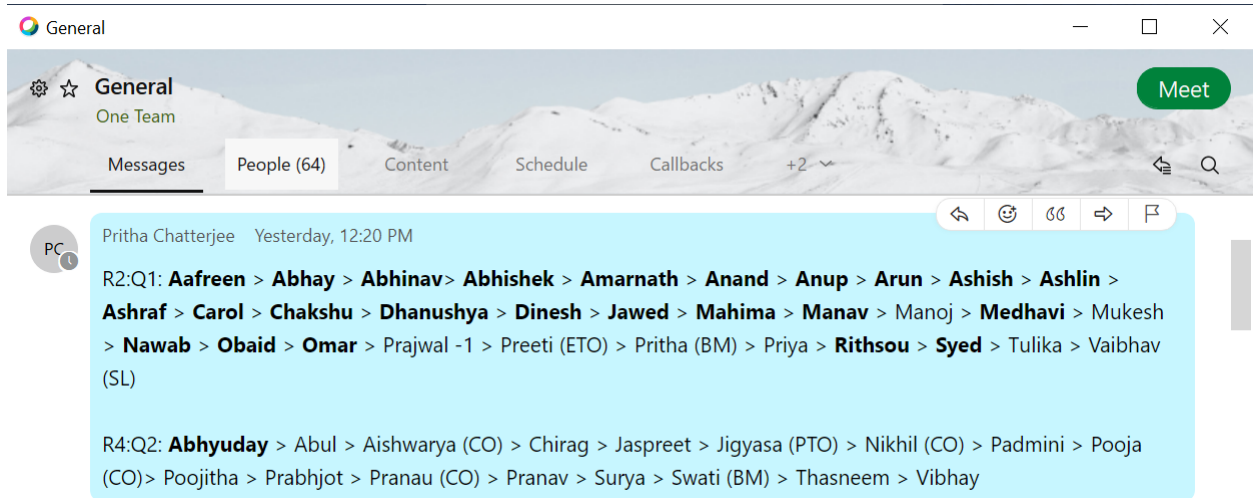 General
General
Meet
One Team
Messages People (64) Content Schedule Callbacks +2
PC
Pritha Chatterjee Yesterday, 12:20 PM
R2:Q1: Aafreen > Abhay > Abhinav> Abhishek > Amarnath > Anand > Anup > Arun > Ashish > Ashlin >
Ashraf > Carol > Chakshu > Dhanushya > Dinesh > Jawed > Mahima > Manav > Manoj > Medhavi > Mukesh
> Nawab > Obaid > Omar > Prajwal -1 > Preeti (ETO) > Pritha (BM) > Priya > Rithsou > Syed > Tulika > Vaibhav
(SL)
R4:Q2: Abhyuday > Abul > Aishwarya (CO) > Chirag > Jaspreet > Jigyasa (PTO) > Nikhil (CO) > Padmini > Pooja
(CO)> Poojitha > Prabhjot > Pranau (CO) > Pranav > Surya > Swati (BM) > Thasneem > Vibhay